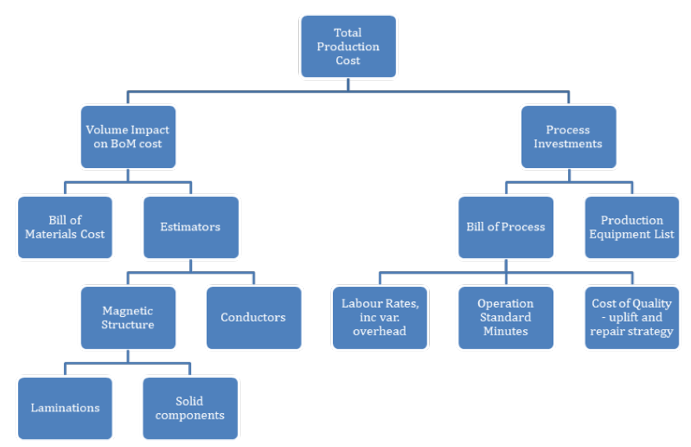 Total
Production
Cost
Volume Impact
on BoM cost
Process
Investments
Bill of
Materials Cost
Estimators
Bill of Process
Production
Equipment List
Magnetic
Structure
Conductors
Labour Rates,
inc var.
overhead
Operation
Standard
Minutes
Cost of Quality
- uplift and
repair strategy
Laminations
Solid
components